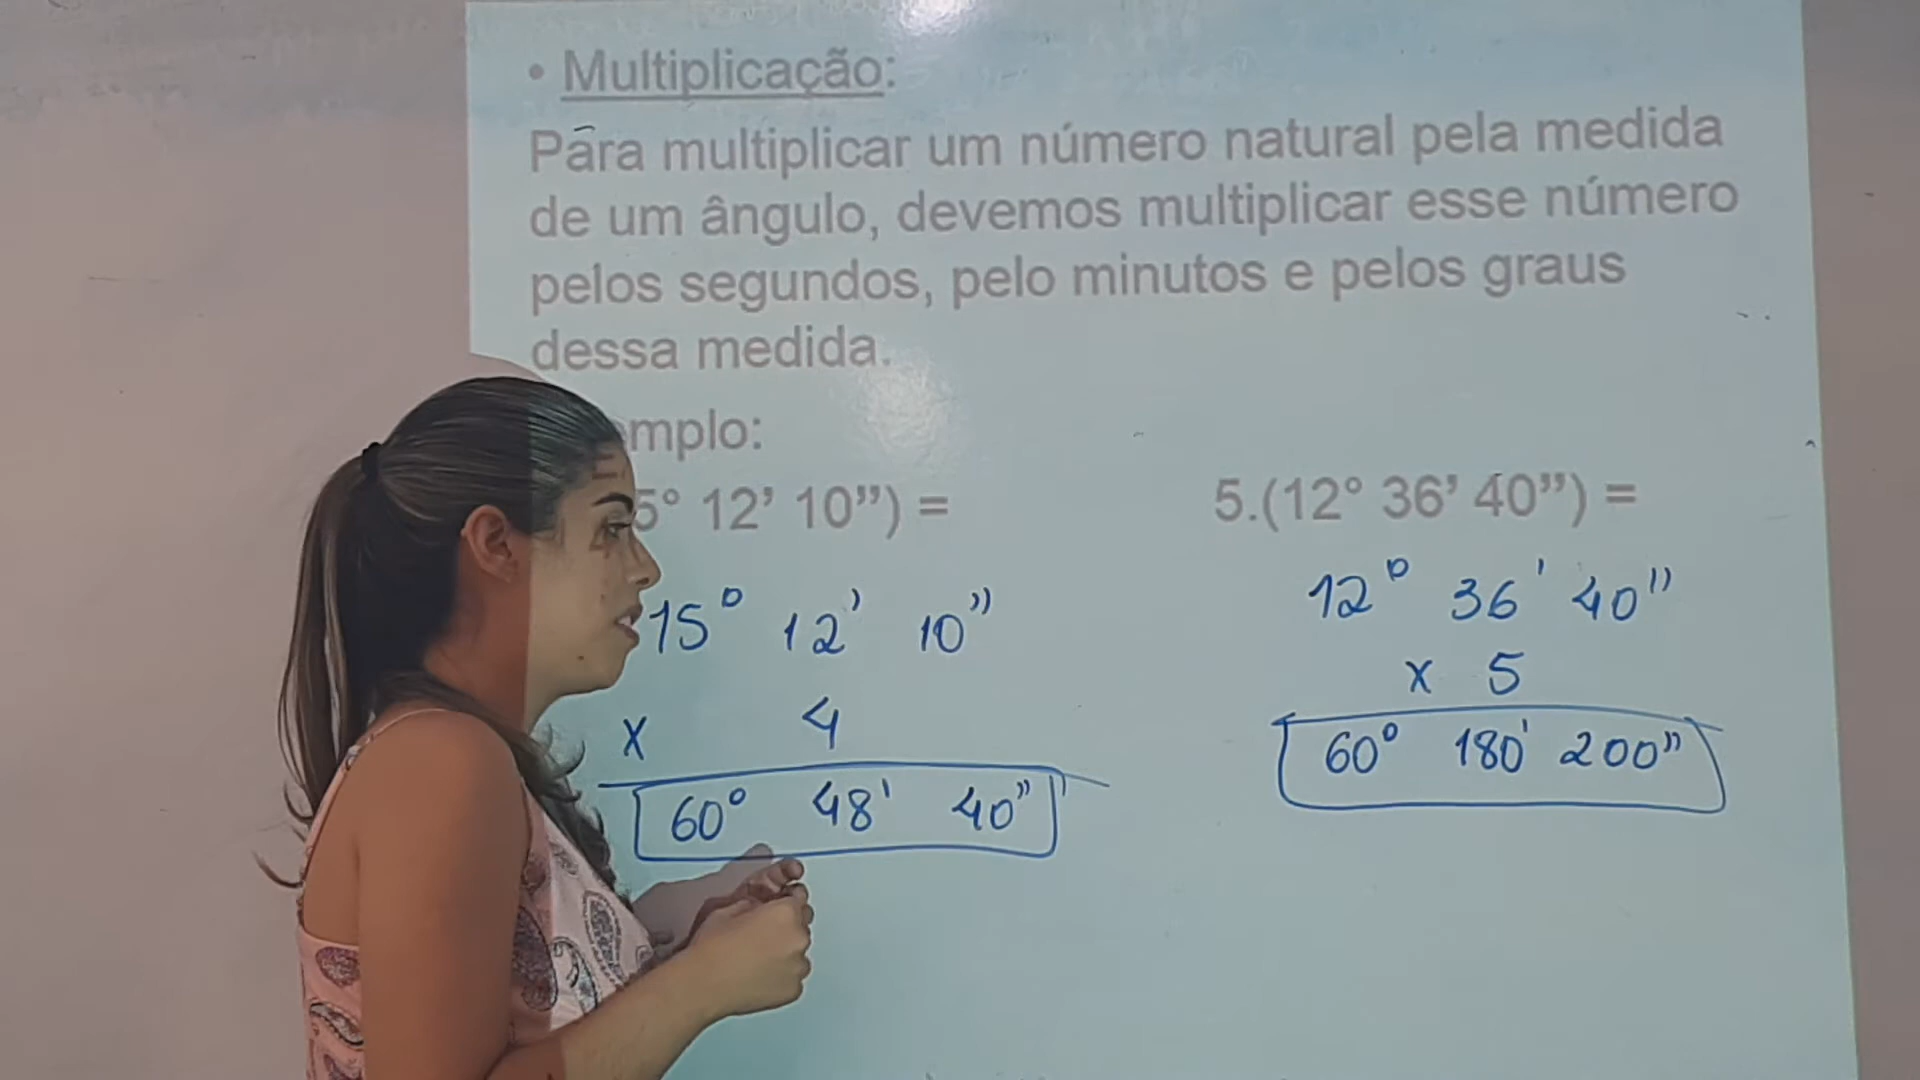 • Multiplicação:
Para multiplicar um número natural pela medida
de um ângulo, devemos multiplicar esse número
pelos segundos, pelo minutos e pelos graus
dessa medida.
mplo:
5° 12’ 10”) =
15° 12’ 10”
x 4
60° 48' 40”
5.(12° 36’ 40”) =
12° 36' 40”
x 5
60° 180' 200”